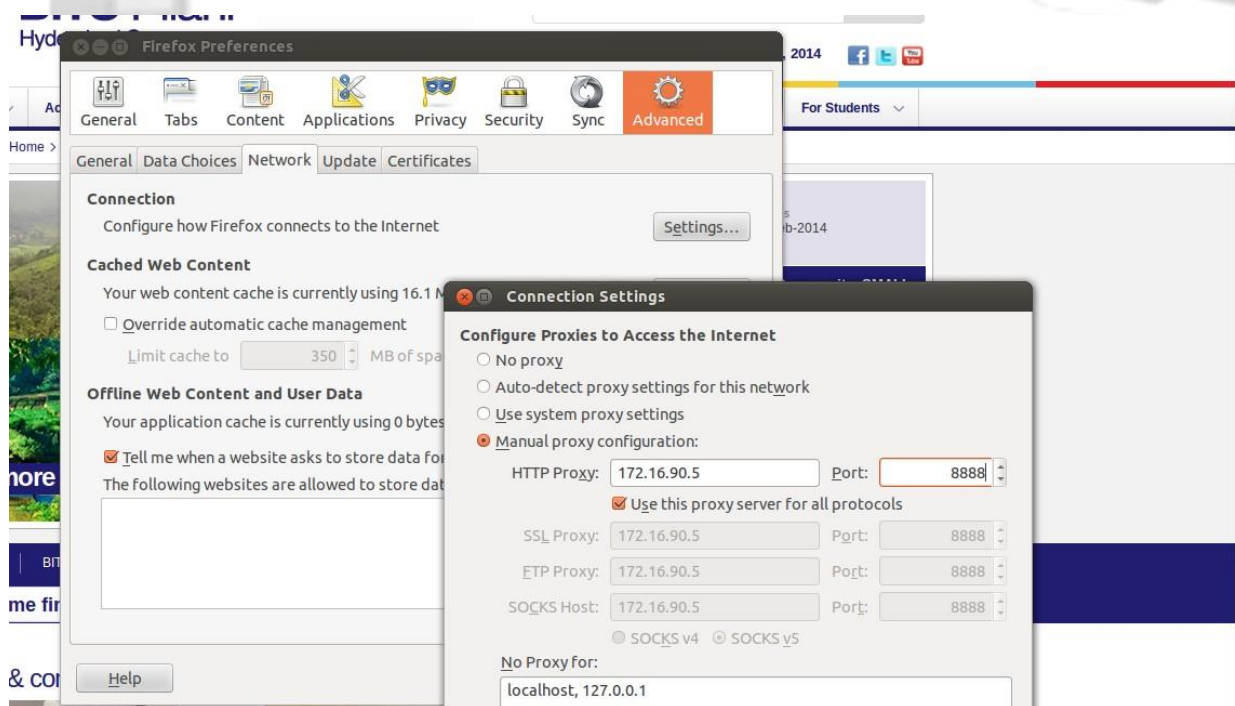 Hyde
Firefox Preferences
, 2014
General Tabs Content Applications Privacy Security Sync Advanced
For Students
Home >
General Data Choices Network Update Certificates
Connection
Configure how Firefox connects to the Internet Settings...
b-2014
Cached Web Content
Your web content cache is currently using 16.1 M
Override automatic cache management
Limit cache to 350 MB of spa
Offline Web Content and User Data
Your application cache is currently using 0 bytes
Tell me when a website asks to store data for
The following websites are allowed to store dat
Help
Connection Settings
Configure Proxies to Access the Internet
No proxy
Auto-detect proxy settings for this network
Use system proxy settings
Manual proxy configuration:
HTTP Proxy: 172.16.90.5 Port: 8888
Use this proxy server for all protocols
SSL Proxy: 172.16.90.5 Port: 8888
FTP Proxy: 172.16.90.5 Port: 8888
SOCKS Host: 172.16.90.5 Port: 8888
SOCKS v4 SOCKS v5
No Proxy for:
localhost, 127.0.0.1
nore
BIT
me fir
& cor